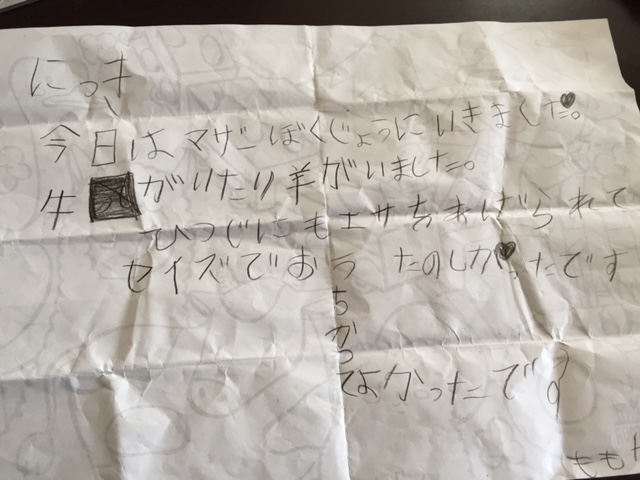 にっき
今日はマザーぼくじょうにいきました。
牛がいたり羊がいました。
ひつじにもエサをあげられて
セイズでおうちかってよかったです
たのしかったです
もも